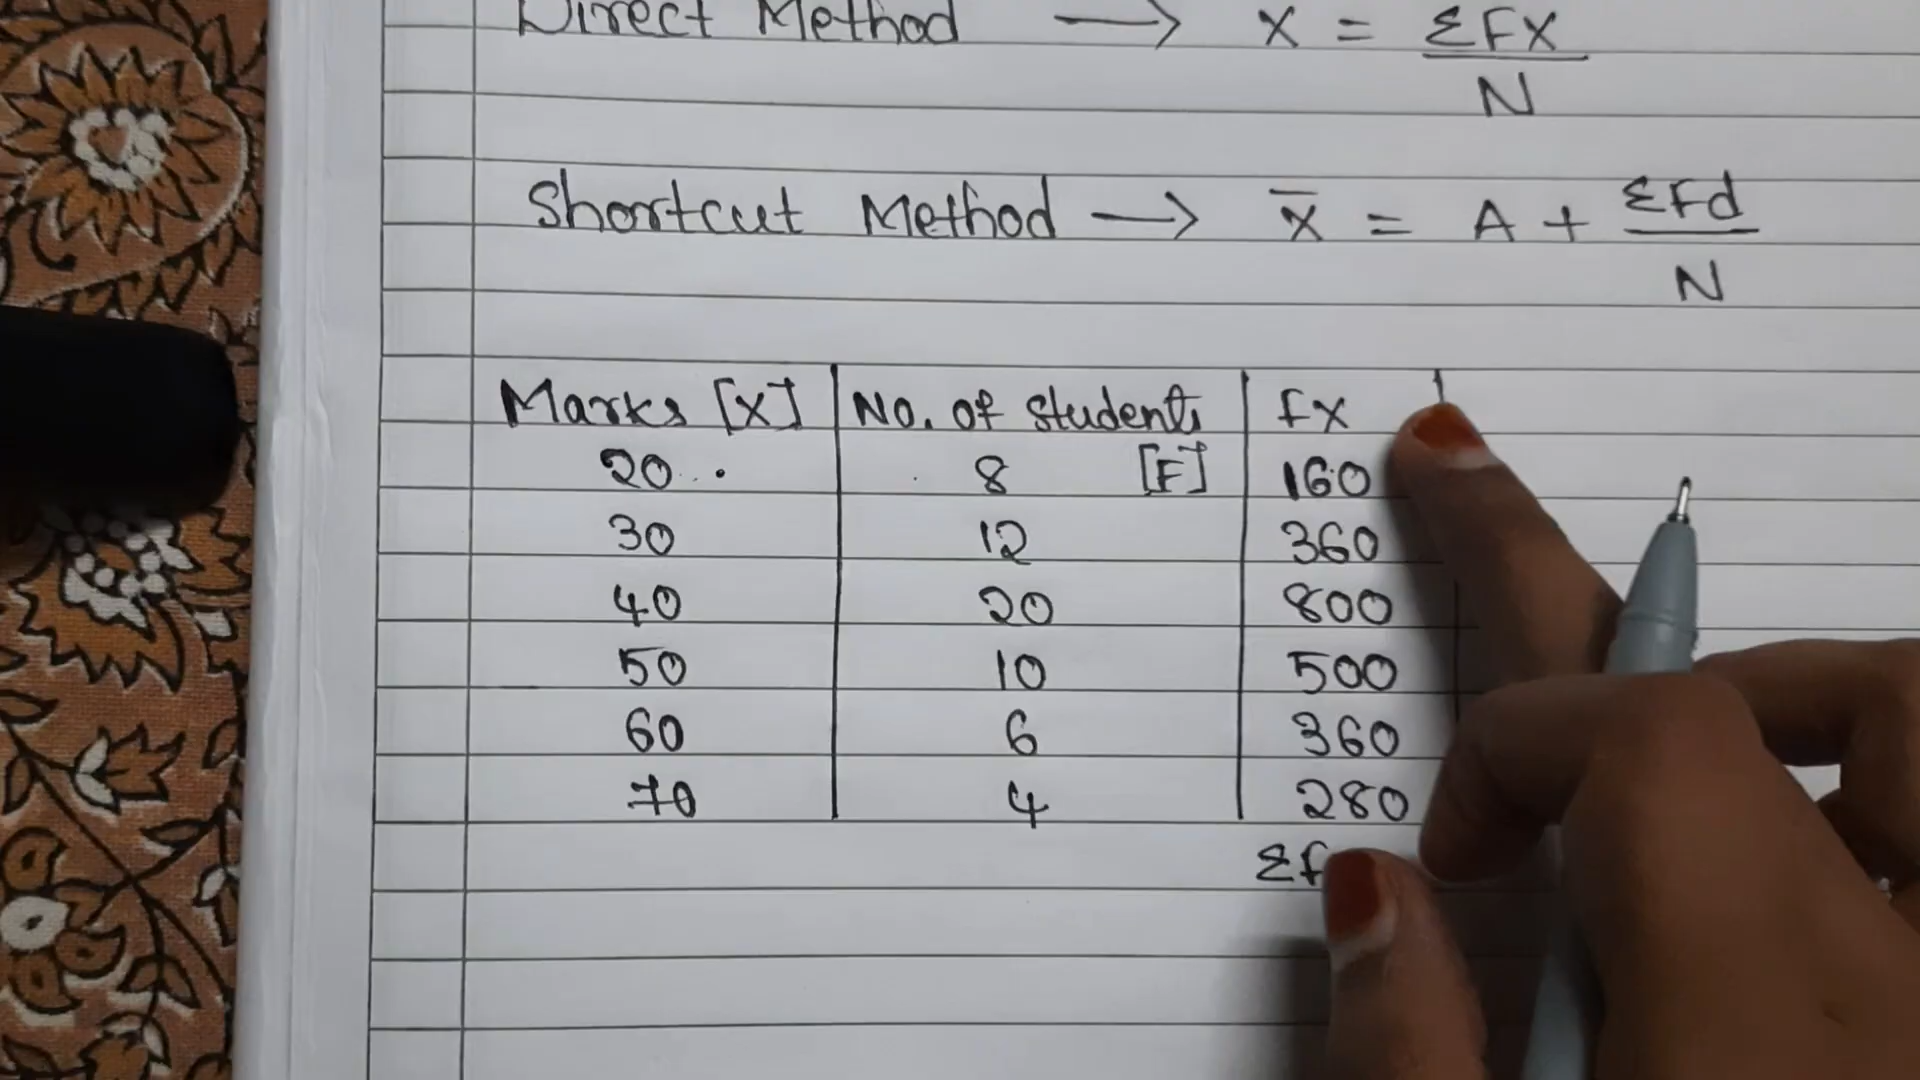 Direct Method → X = ΣFX
N
Shortcut Method → X̄ = A + ΣFd
N
Marks [X] No. of Students FX
20 8 [F] 160
30 12 360
40 20 800
50 10 500
60 6 360
70 4 280
Σf